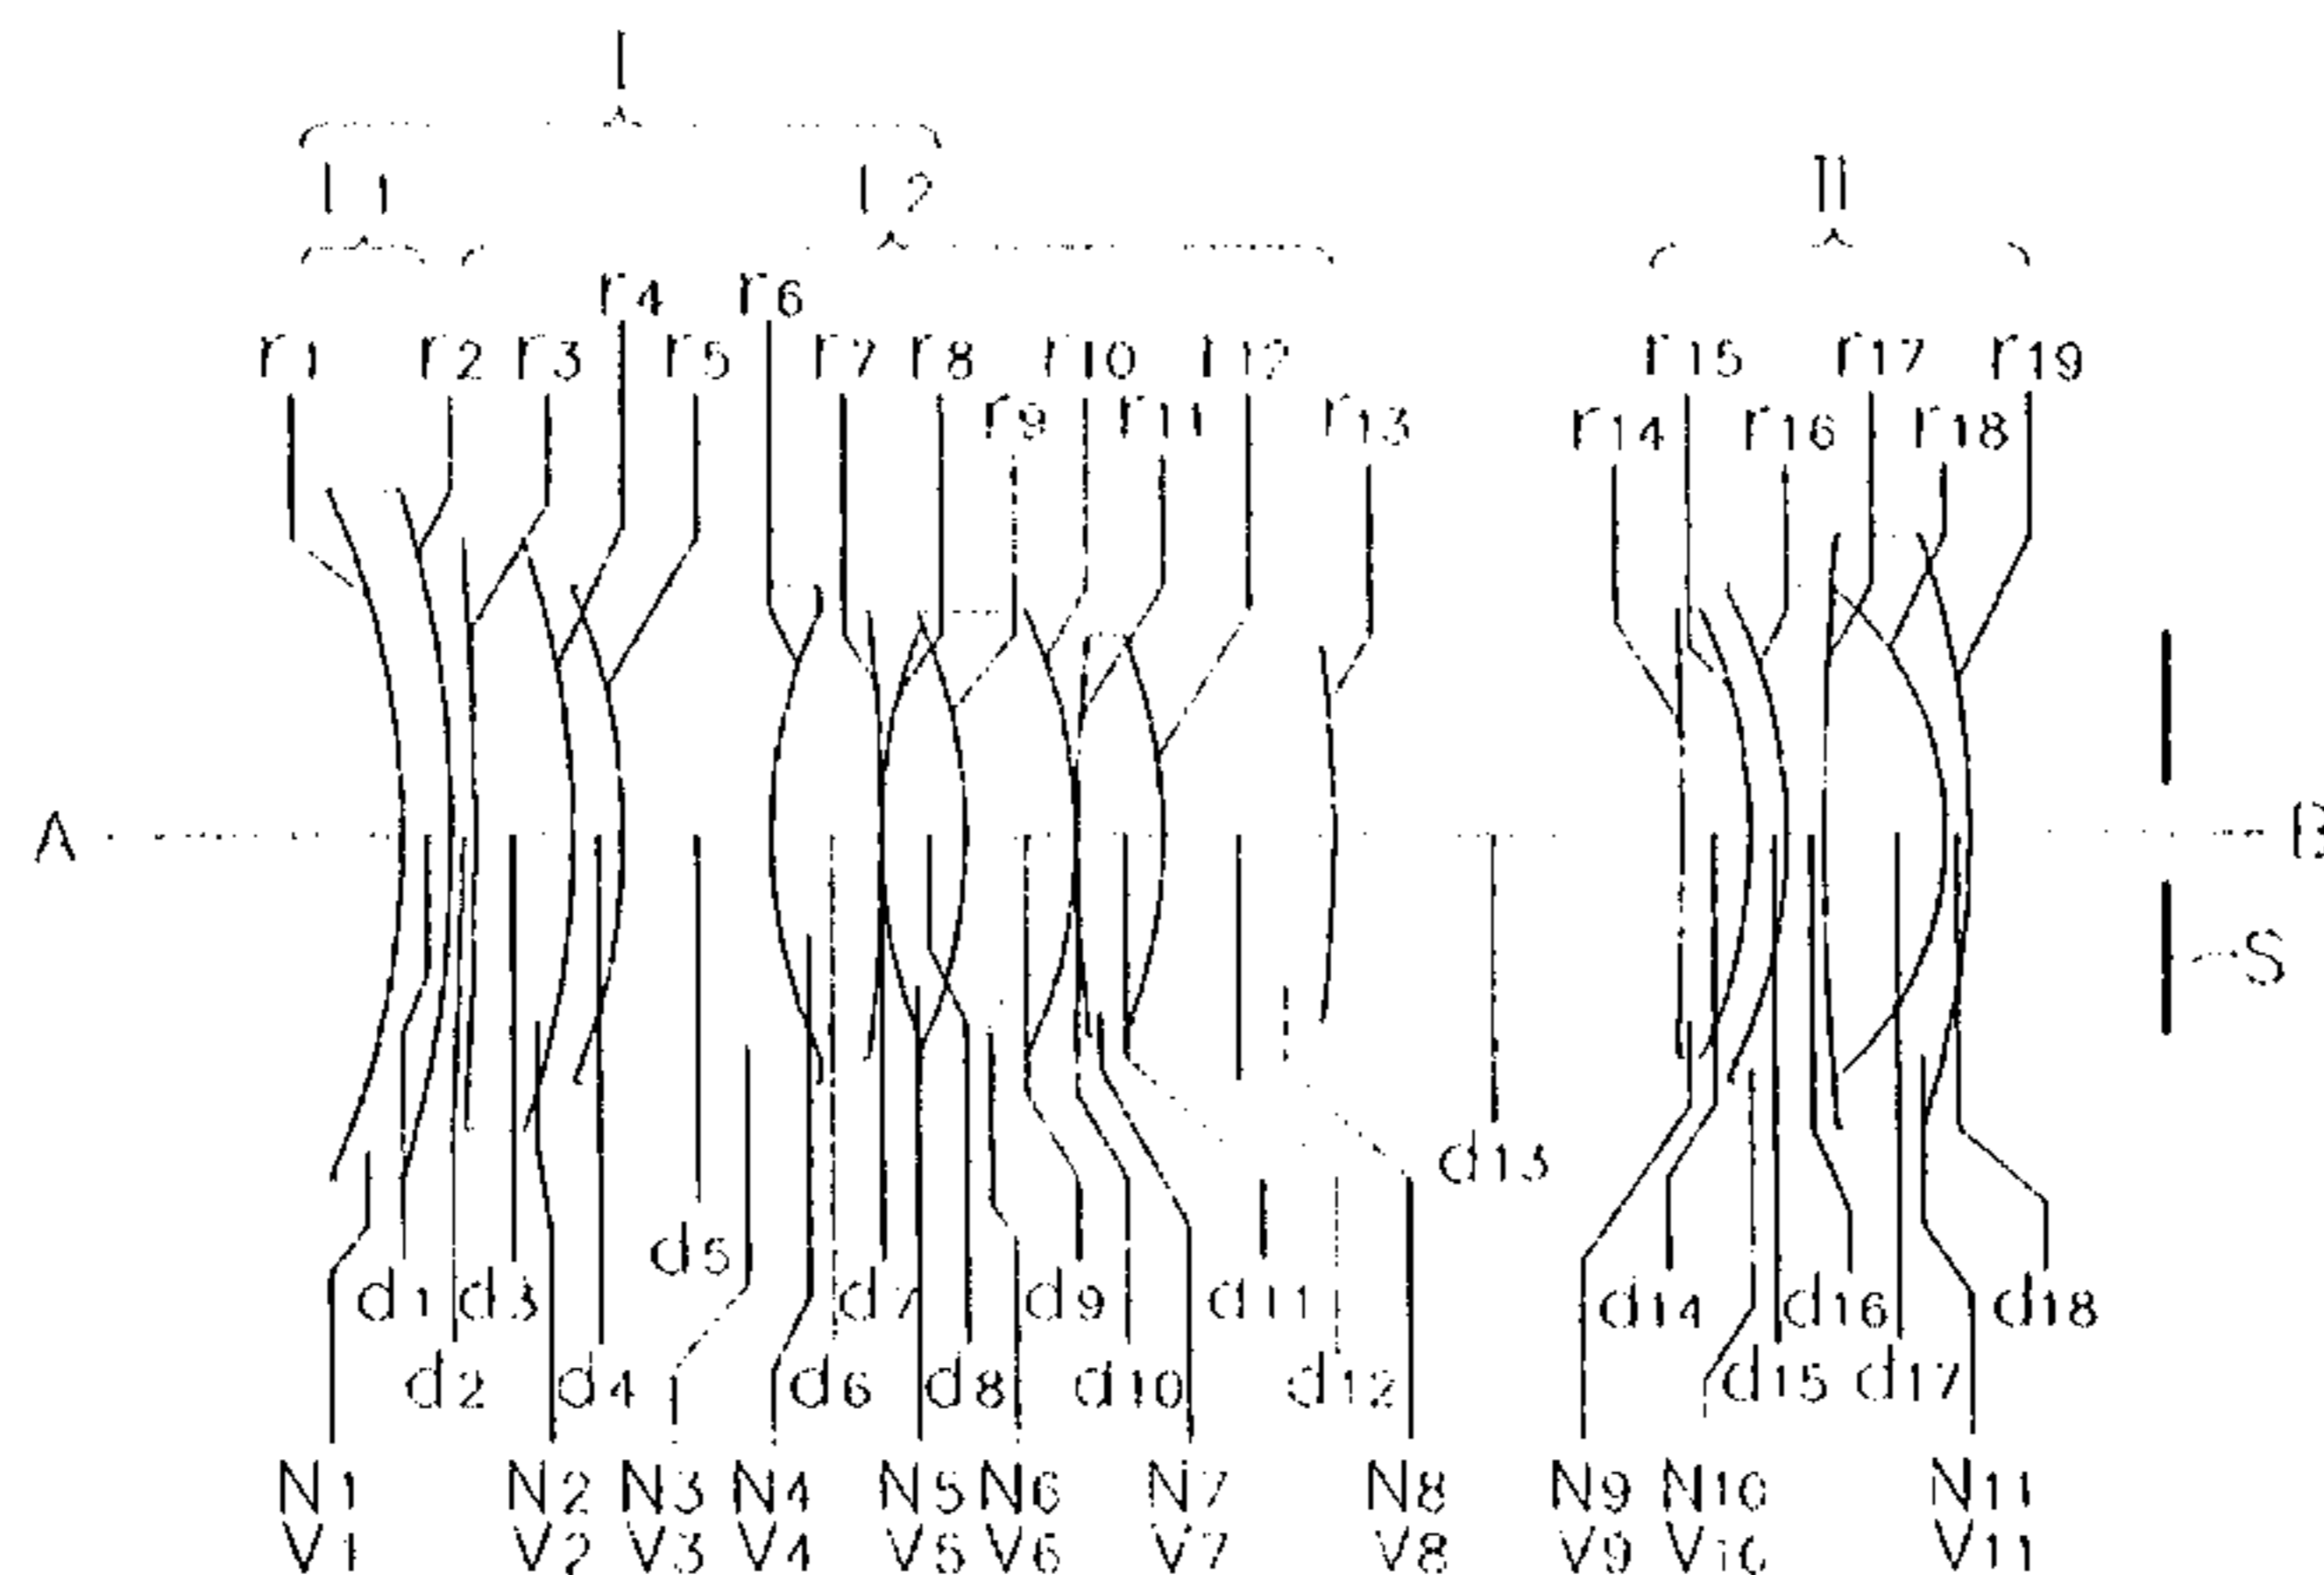 I
I 1 I 2 II
r4 r6
r1 r2 r3 r5 r7 r8 r10 r12 r15 r17 r19
r9 r11 r13 r14 r16 r18
A B
S
d13
d5
d1 d3 d7 d9 d11 d14 d16 d18
d2 d4 d6 d8 d10 d12 d15 d17
N1 N2 N3 N4 N5 N6 N7 N8 N9 N10 N11
V1 V2 V3 V4 V5 V6 V7 V8 V9 V10 V11